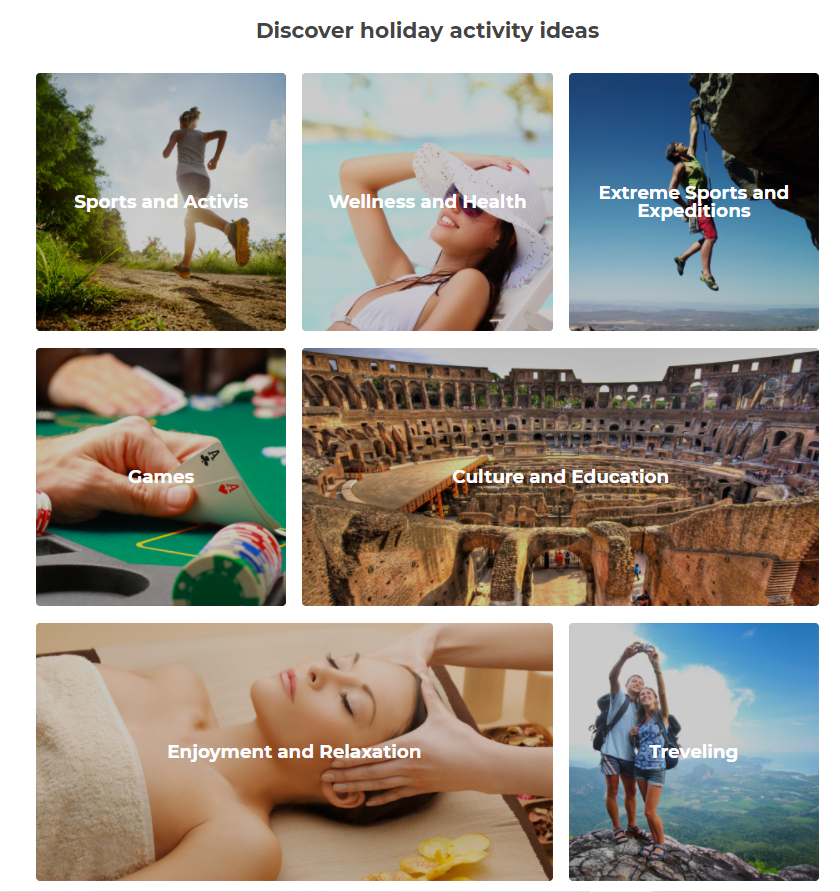 Discover holiday activity ideas
Sports and Activis
Wellness and Health
Extreme Sports and
Expeditions
Games
Culture and Education
Enjoyment and Relaxation
Treveling